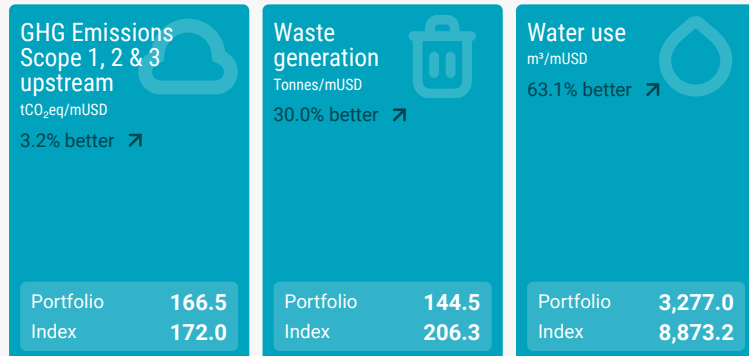 GHG Emissions
Scope 1, 2 & 3
upstream
tCO₂eq/mUSD
3.2% better
Portfolio 166.5
Index 172.0
Waste
generation
Tonnes/mUSD
30.0% better
Portfolio 144.5
Index 206.3
Water use
m³/mUSD
63.1% better
Portfolio 3,277.0
Index 8,873.2